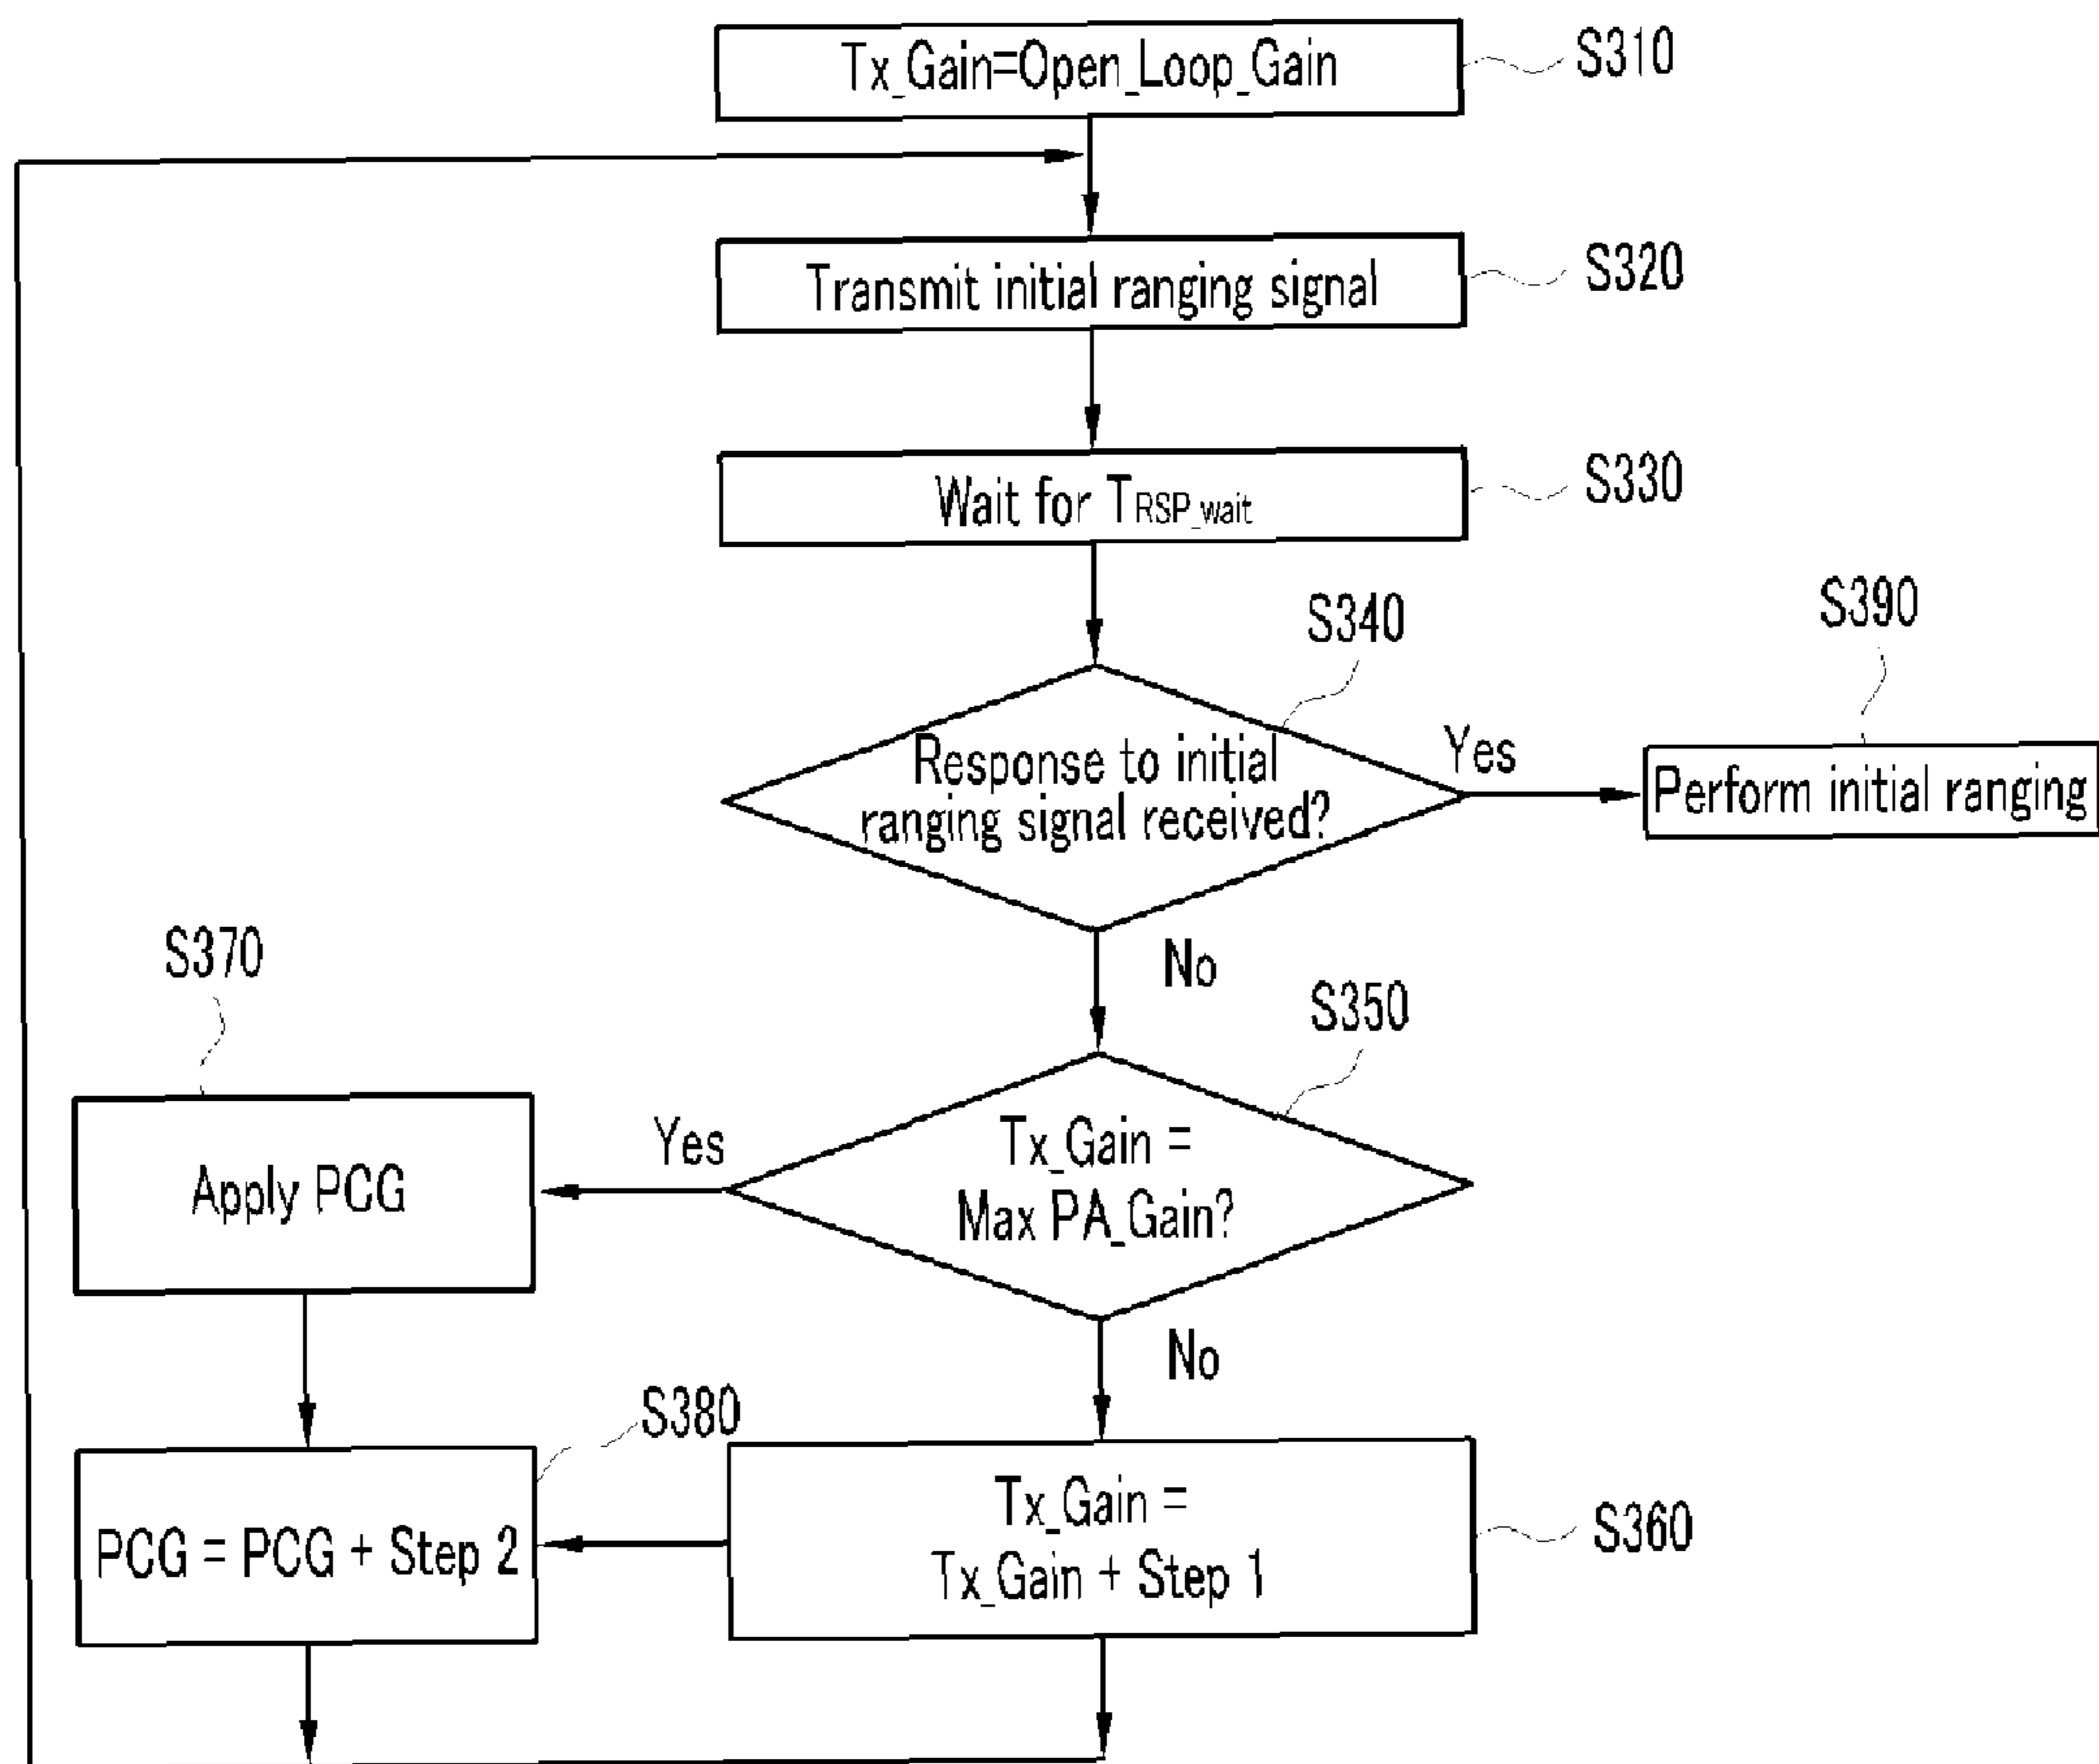 Tx_Gain=Open_Loop_Gain
S310
Transmit initial ranging signal
S320
Wait for TRSP_wait
S330
S340
Response to initial
ranging signal received?
Yes
S390
Perform initial ranging
No
S350
Tx_Gain =
Max PA_Gain?
Yes
S370
Apply PCG
No
S380
PCG = PCG + Step 2
Tx_Gain =
Tx_Gain + Step 1
S360